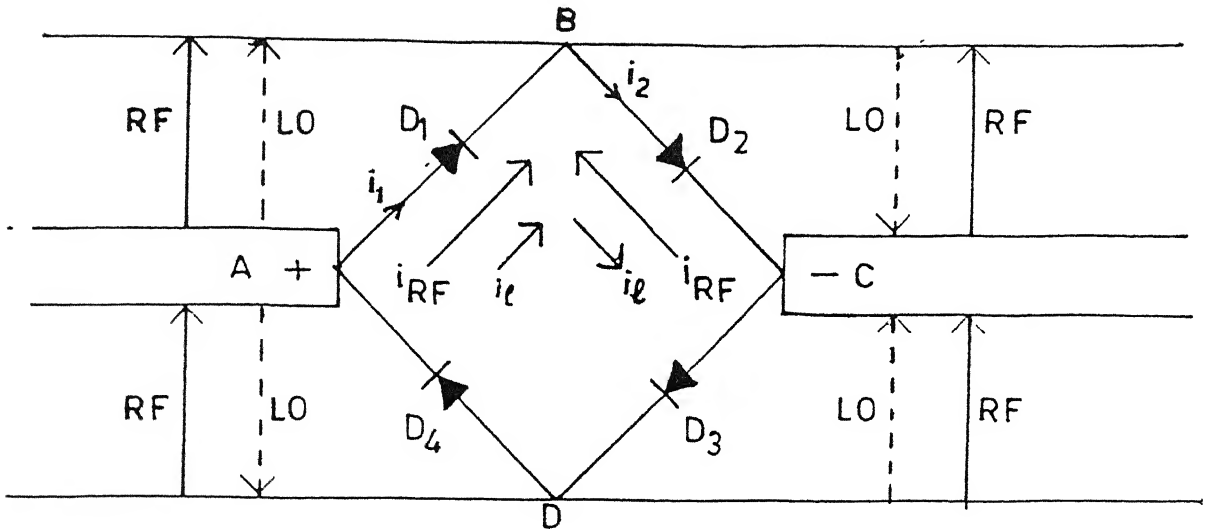 B
i2
RF LO D1 D2 LO RF
i1
A + iRF iℓ iℓ iRF − C
RF LO D4 D3 LO RF
D